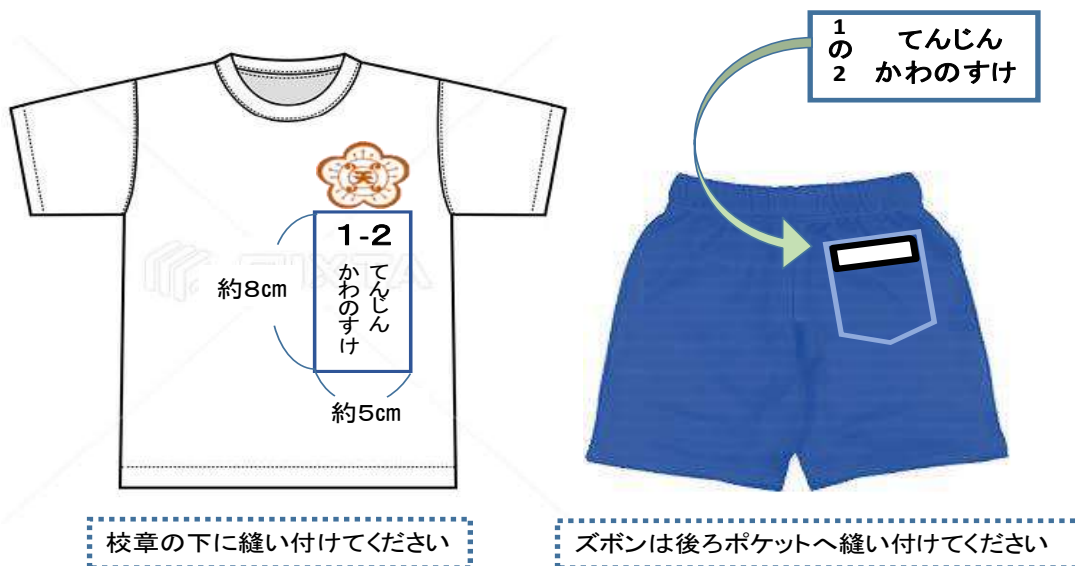 1
の
2
てんじん
かわのすけ
天
1-2
てんじん
かわのすけ
約8㎝
約5㎝
PIXTA
校章の下に縫い付けてください
ズボンは後ろポケットへ縫い付けてください